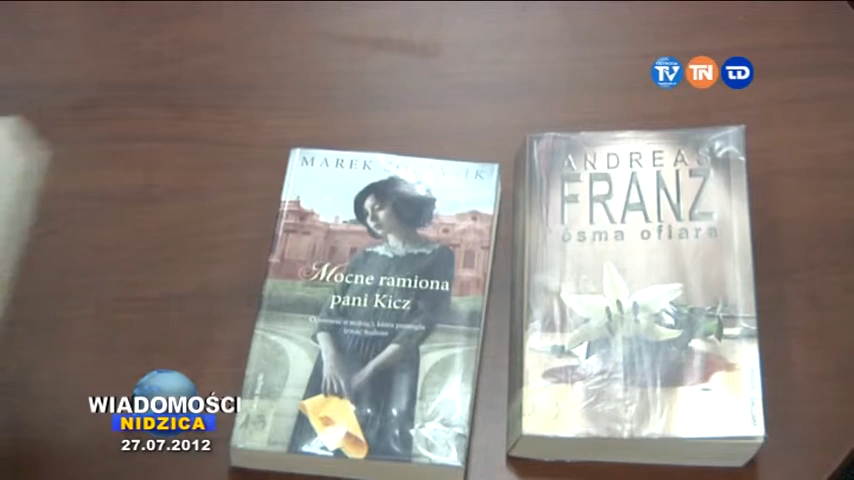 TV TN TD
MAREK
Mocne ramiona
pani Kicz
ANDREAS
FRANZ
ósma ofiara
WIADOMOŚCI
NIDZICA
27.07.2012